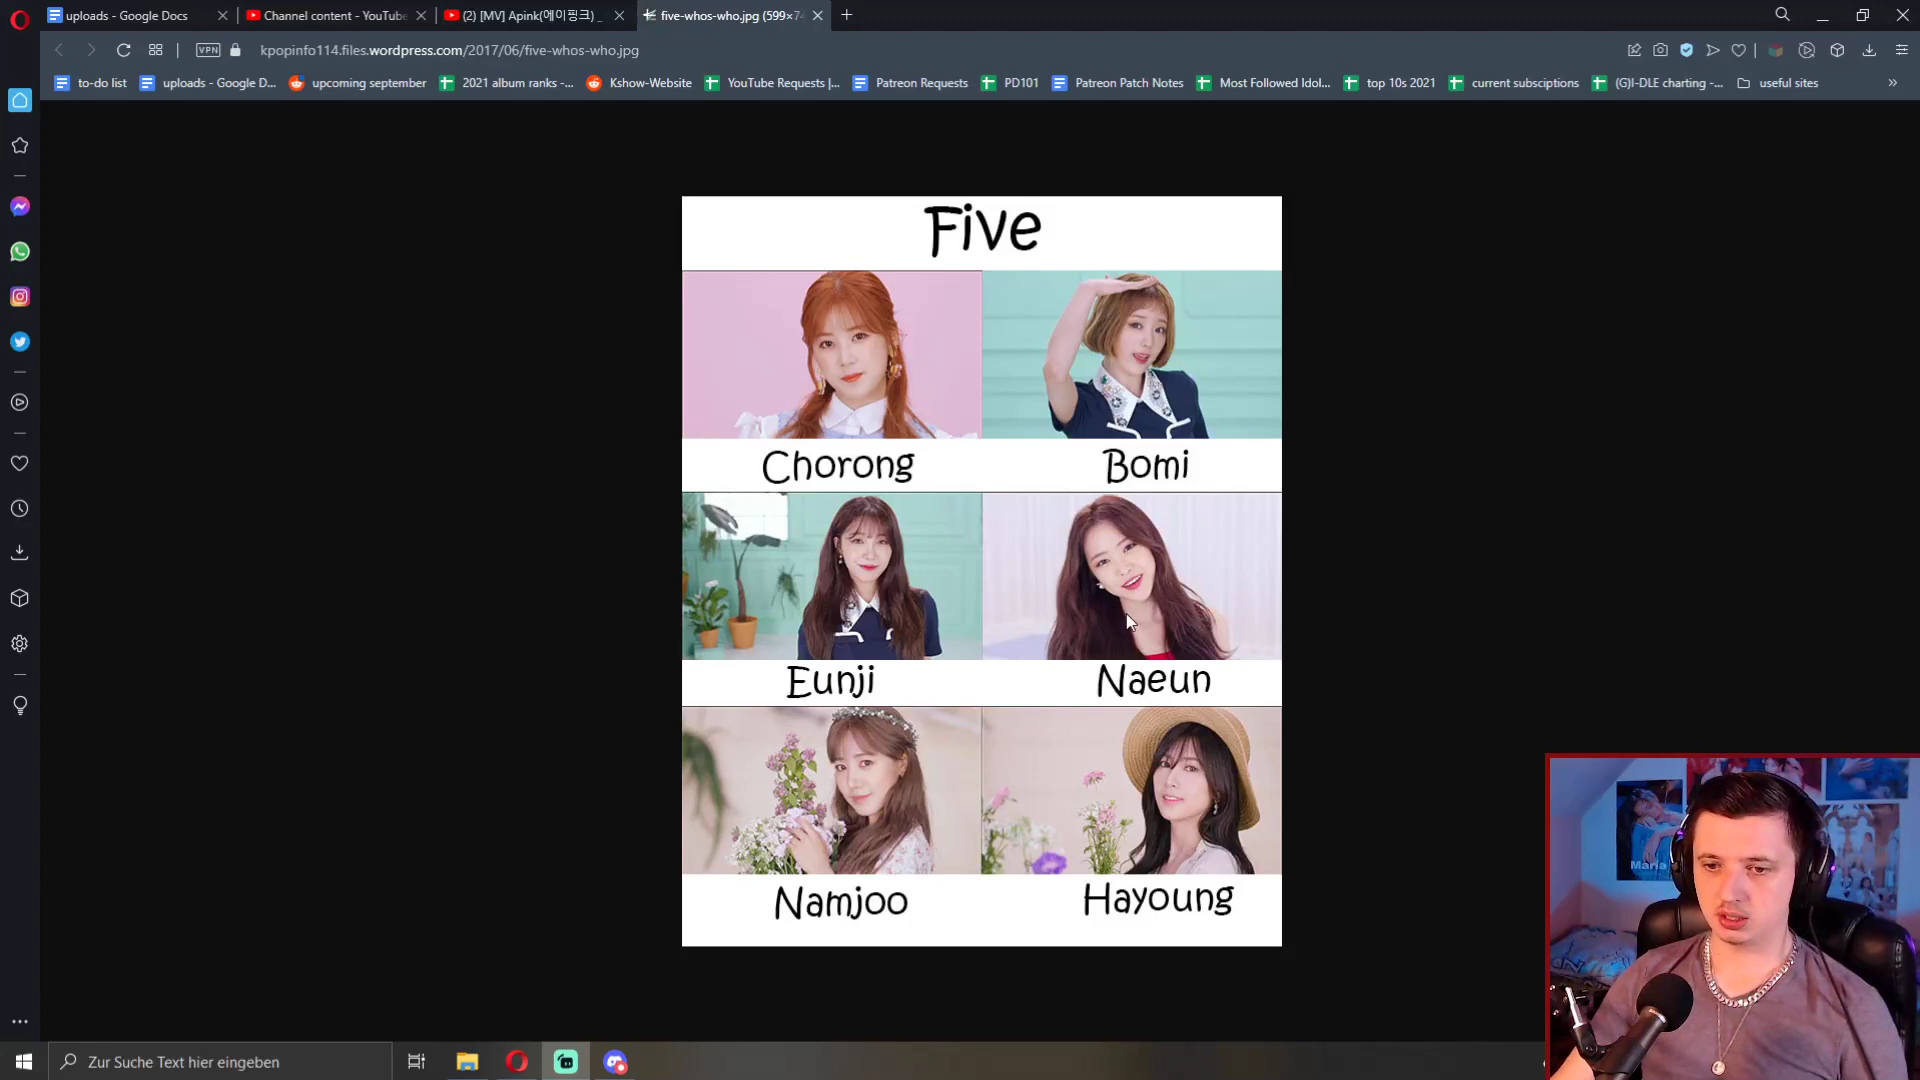 uploads - Google Docs
Channel content - YouTube
(2) [MV] Apink(에이핑크) _
five-whos-who.jpg (599×74
VPN
kpopinfo114.files.wordpress.com/2017/06/five-whos-who.jpg
to-do list
uploads - Google D...
upcoming september
2021 album ranks -...
Kshow-Website
YouTube Requests |...
Patreon Requests
PD101
Patreon Patch Notes
Most Followed Idol...
top 10s 2021
current subsciptions
(G)I-DLE charting -...
useful sites
Five
Chorong
Bomi
Eunji
Naeun
Namjoo
Hayoung
Maria
Zur Suche Text hier eingeben